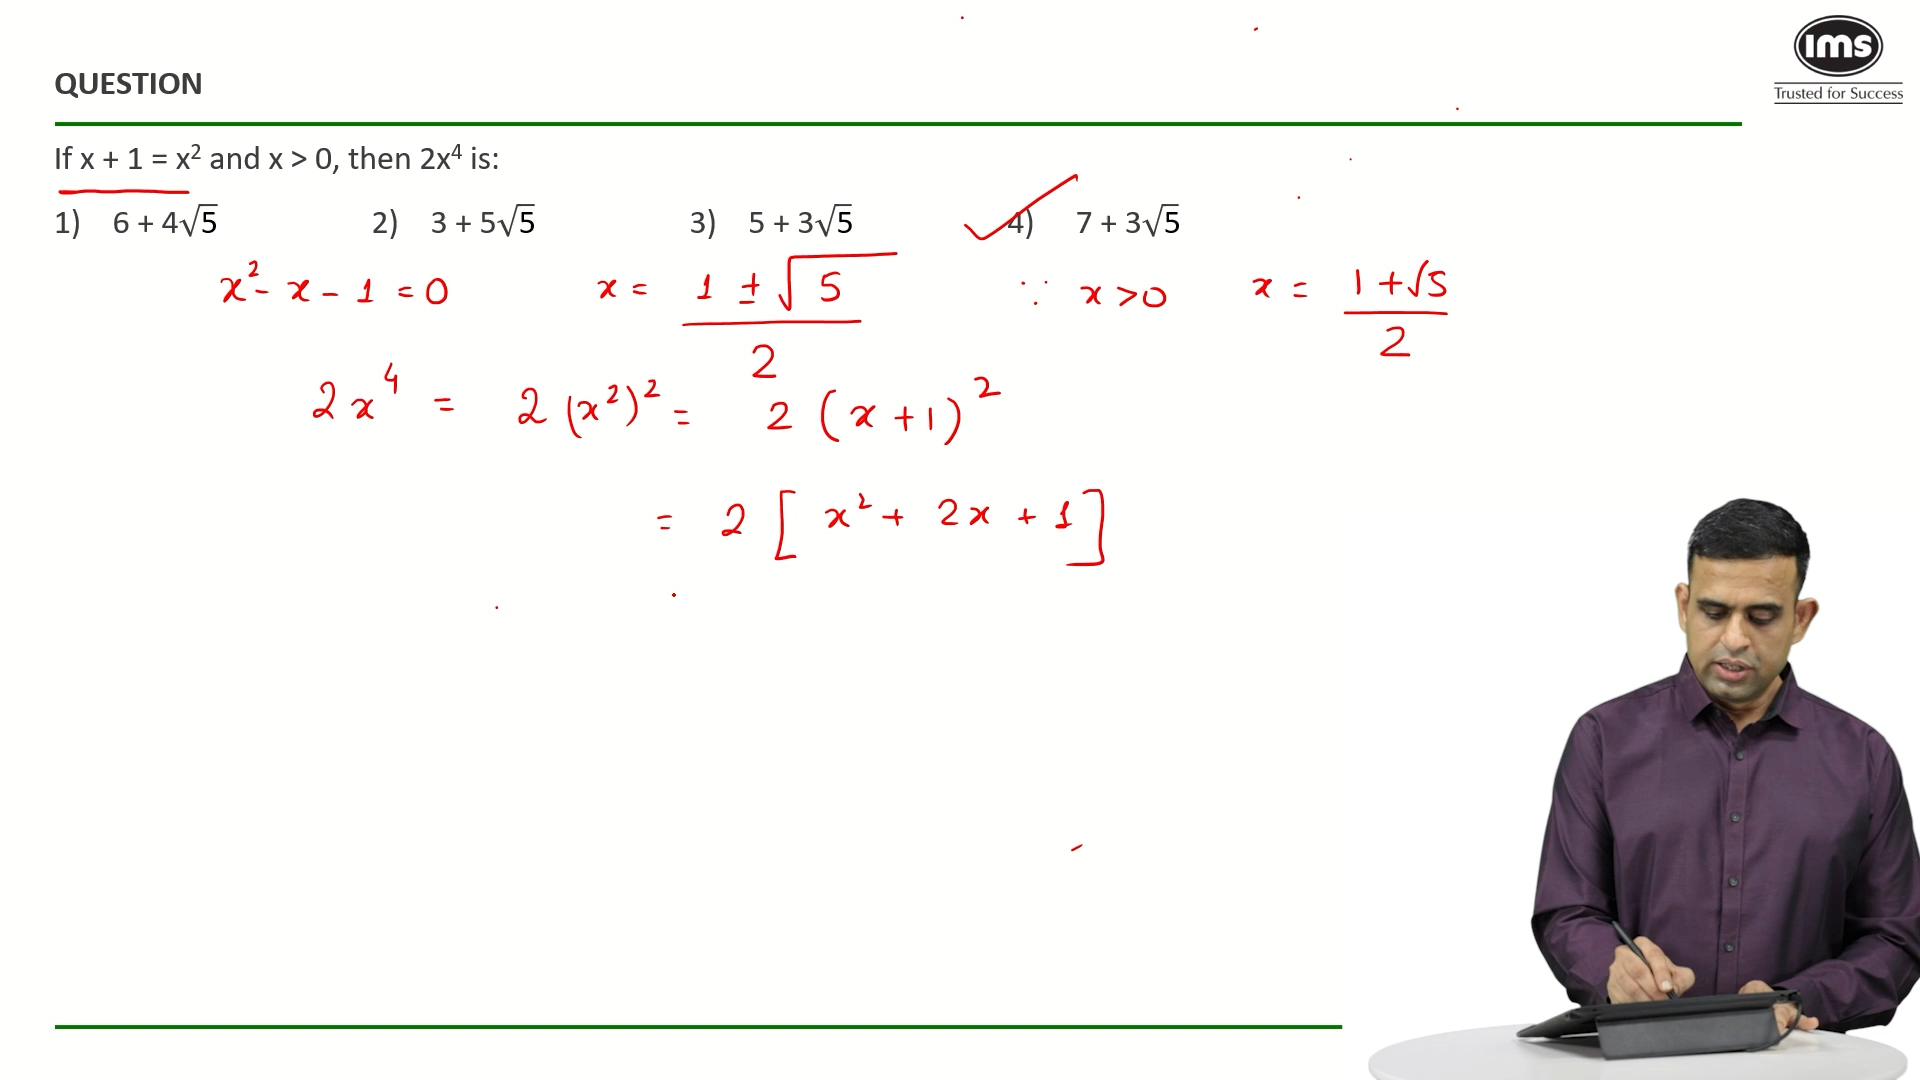 ims
Trusted for Success
QUESTION
If x + 1 = x² and x > 0, then 2x⁴ is:
1) 6 + 4√5 2) 3 + 5√5 3) 5 + 3√5 4) 7 + 3√5
x² - x - 1 = 0 x = (1 ± √5)/2 ∵ x > 0 x = (1 + √5)/2
2x⁴ = 2(x²)² = 2(x + 1)²
= 2[x² + 2x + 1]